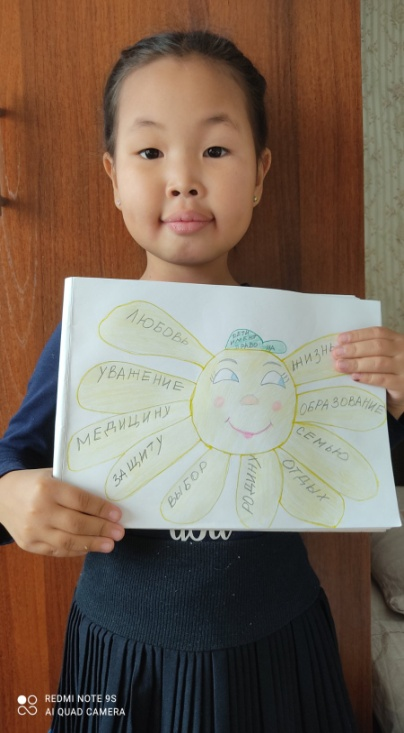 ЛЮБОВЬ
УВАЖЕНИЕ
МЕДИЦИНУ
ЗАЩИТУ
ВЫБОР
РОДИНУ
ОТДЫХ
СЕМЬЮ
ОБРАЗОВАНИЕ
ЖИЗНЬ
REDMI NOTE 9S
AI QUAD CAMERA